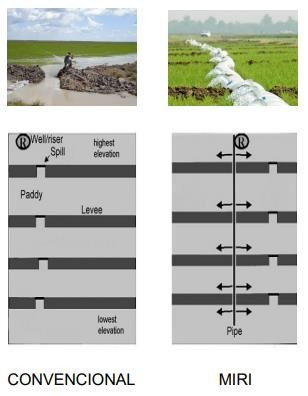 ® Well/riser
Spill
highest
elevation
Paddy
Levee
lowest
elevation
®
Pipe
CONVENCIONAL
MIRI